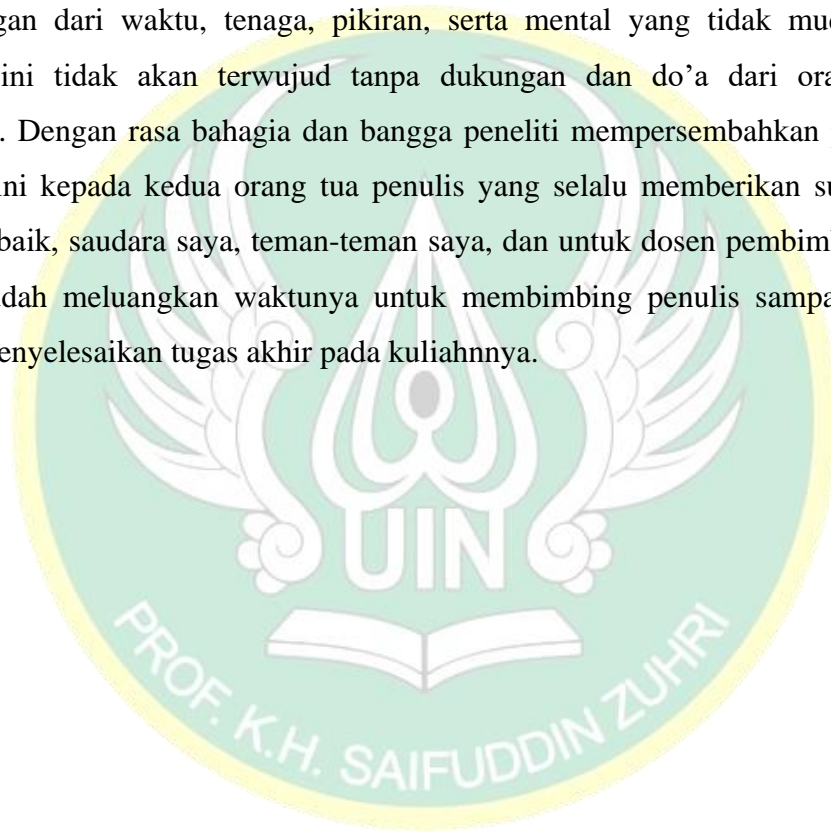 gan dari waktu, tenaga, pikiran, serta mental yang tidak mud
ini tidak akan terwujud tanpa dukungan dan do’a dari ora
. Dengan rasa bahagia dan bangga peneliti mempersembahkan
ini kepada kedua orang tua penulis yang selalu memberikan su
baik, saudara saya, teman-teman saya, dan untuk dosen pembimb
dah meluangkan waktunya untuk membimbing penulis sampa
enyelesaikan tugas akhir pada kuliahnnya.
UIN
PROF. K.H. SAIFUDDIN ZUHRI